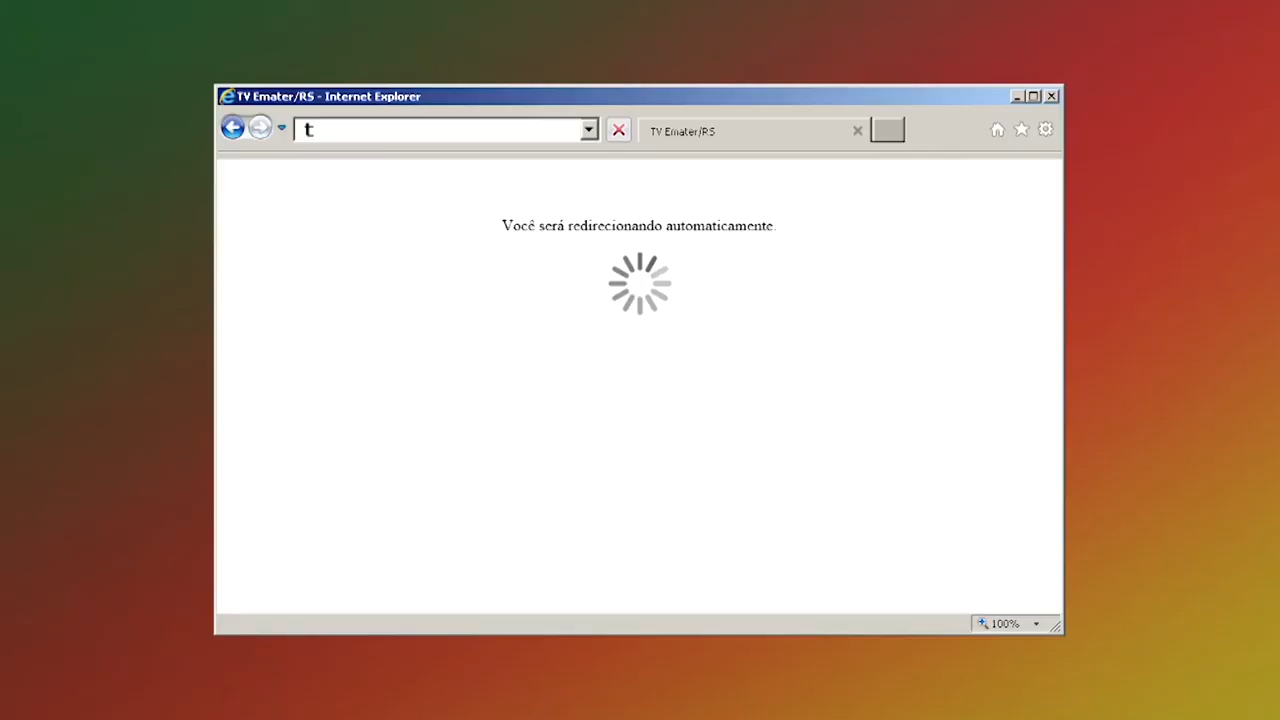 TV Emater/RS - Internet Explorer
t
TV Emater/RS
Você será redirecionando automaticamente.
100%